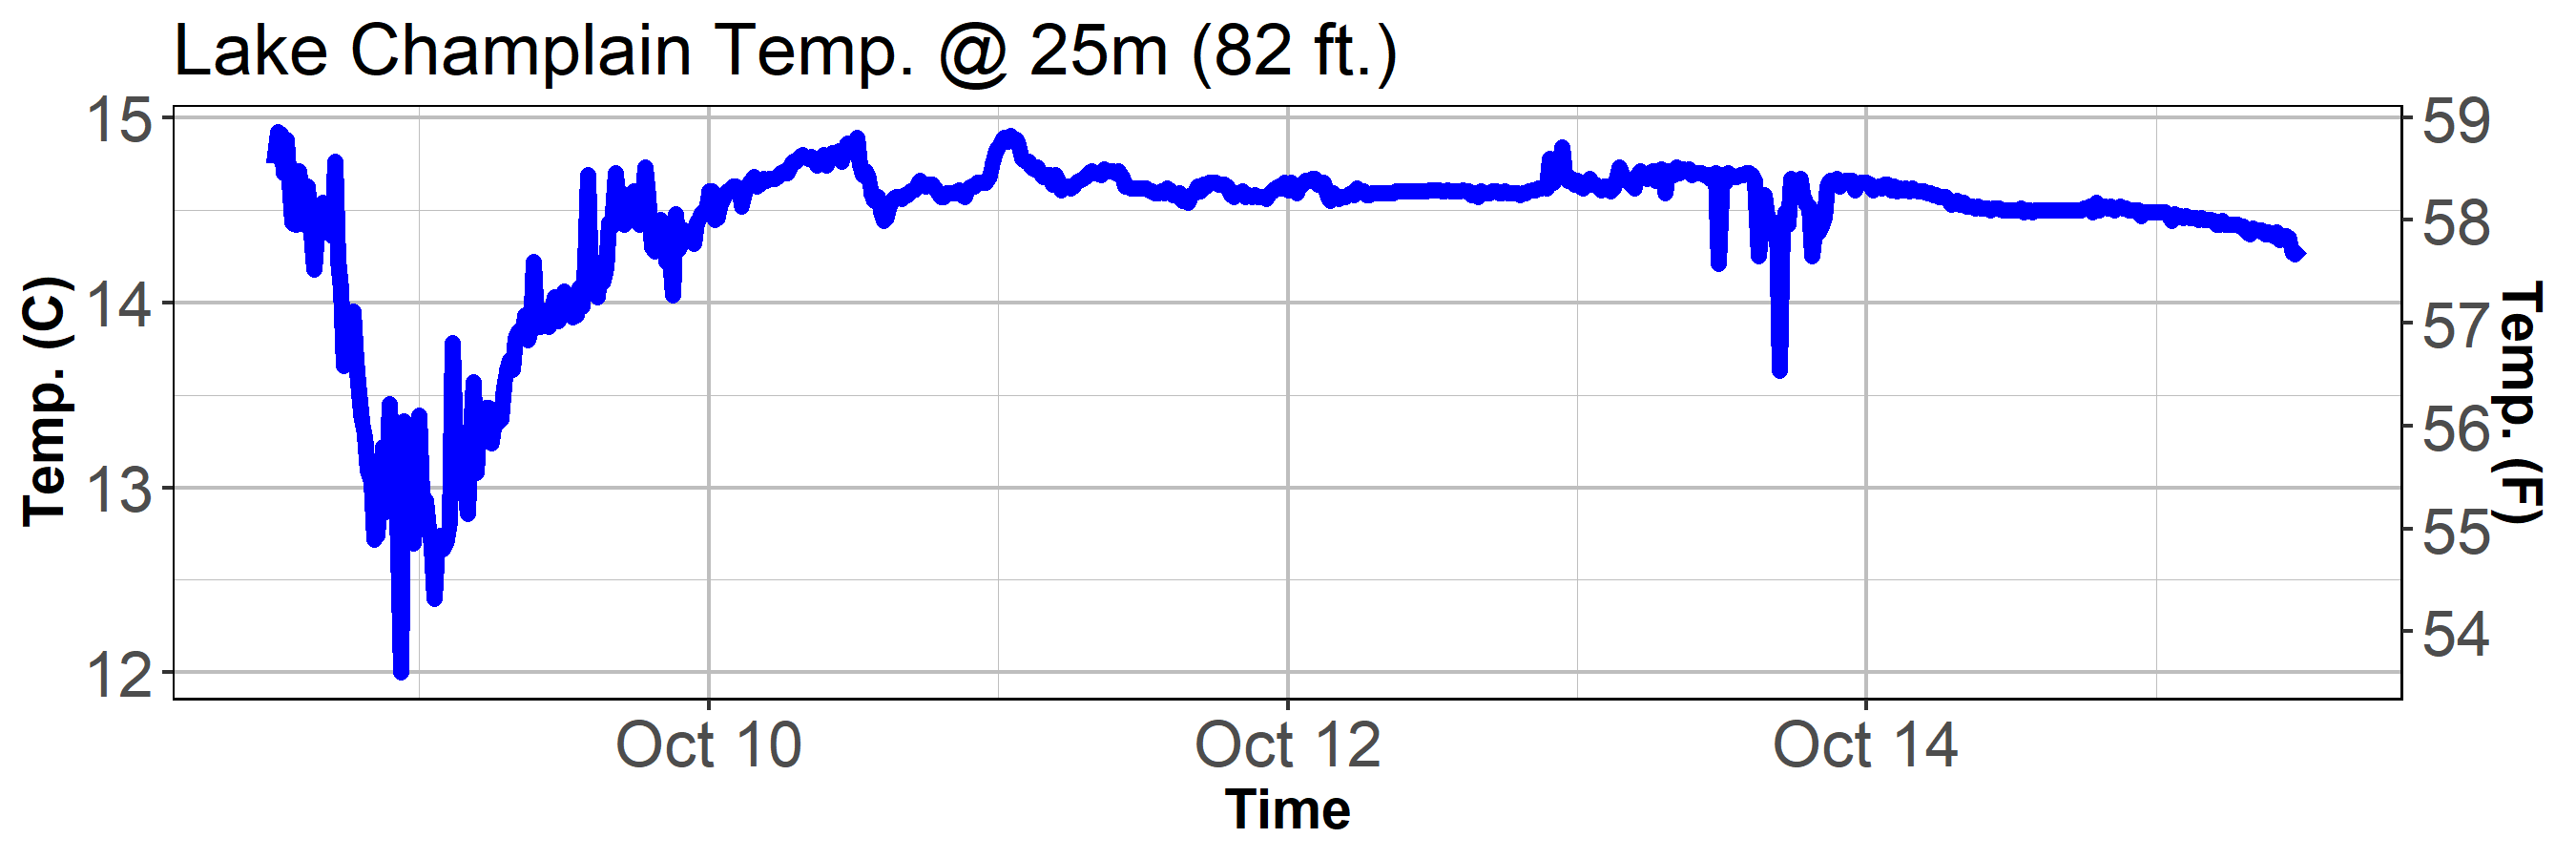 Lake Champlain Temp. @ 25m (82 ft.)
15
14
13
12
Temp. (C)
59
58
57
56
55
54
Temp. (F)
Oct 10 Oct 12 Oct 14
Time